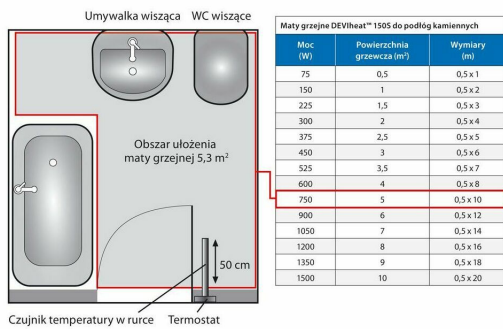 Umywalka wisząca WC wiszące
Obszar ułożenia
maty grzejnej 5,3 m²
50 cm
Czujnik temperatury w rurce Termostat
Maty grzejne DEVIheat™ 150S do podłóg kamiennych
Moc (W) Powierzchnia grzewcza (m²) Wymiary (m)
75 0,5 0,5 x 1
150 1 0,5 x 2
225 1,5 0,5 x 3
300 2 0,5 x 4
375 2,5 0,5 x 5
450 3 0,5 x 6
525 3,5 0,5 x 7
600 4 0,5 x 8
750 5 0,5 x 10
900 6 0,5 x 12
1050 7 0,5 x 14
1200 8 0,5 x 16
1350 9 0,5 x 18
1500 10 0,5 x 20